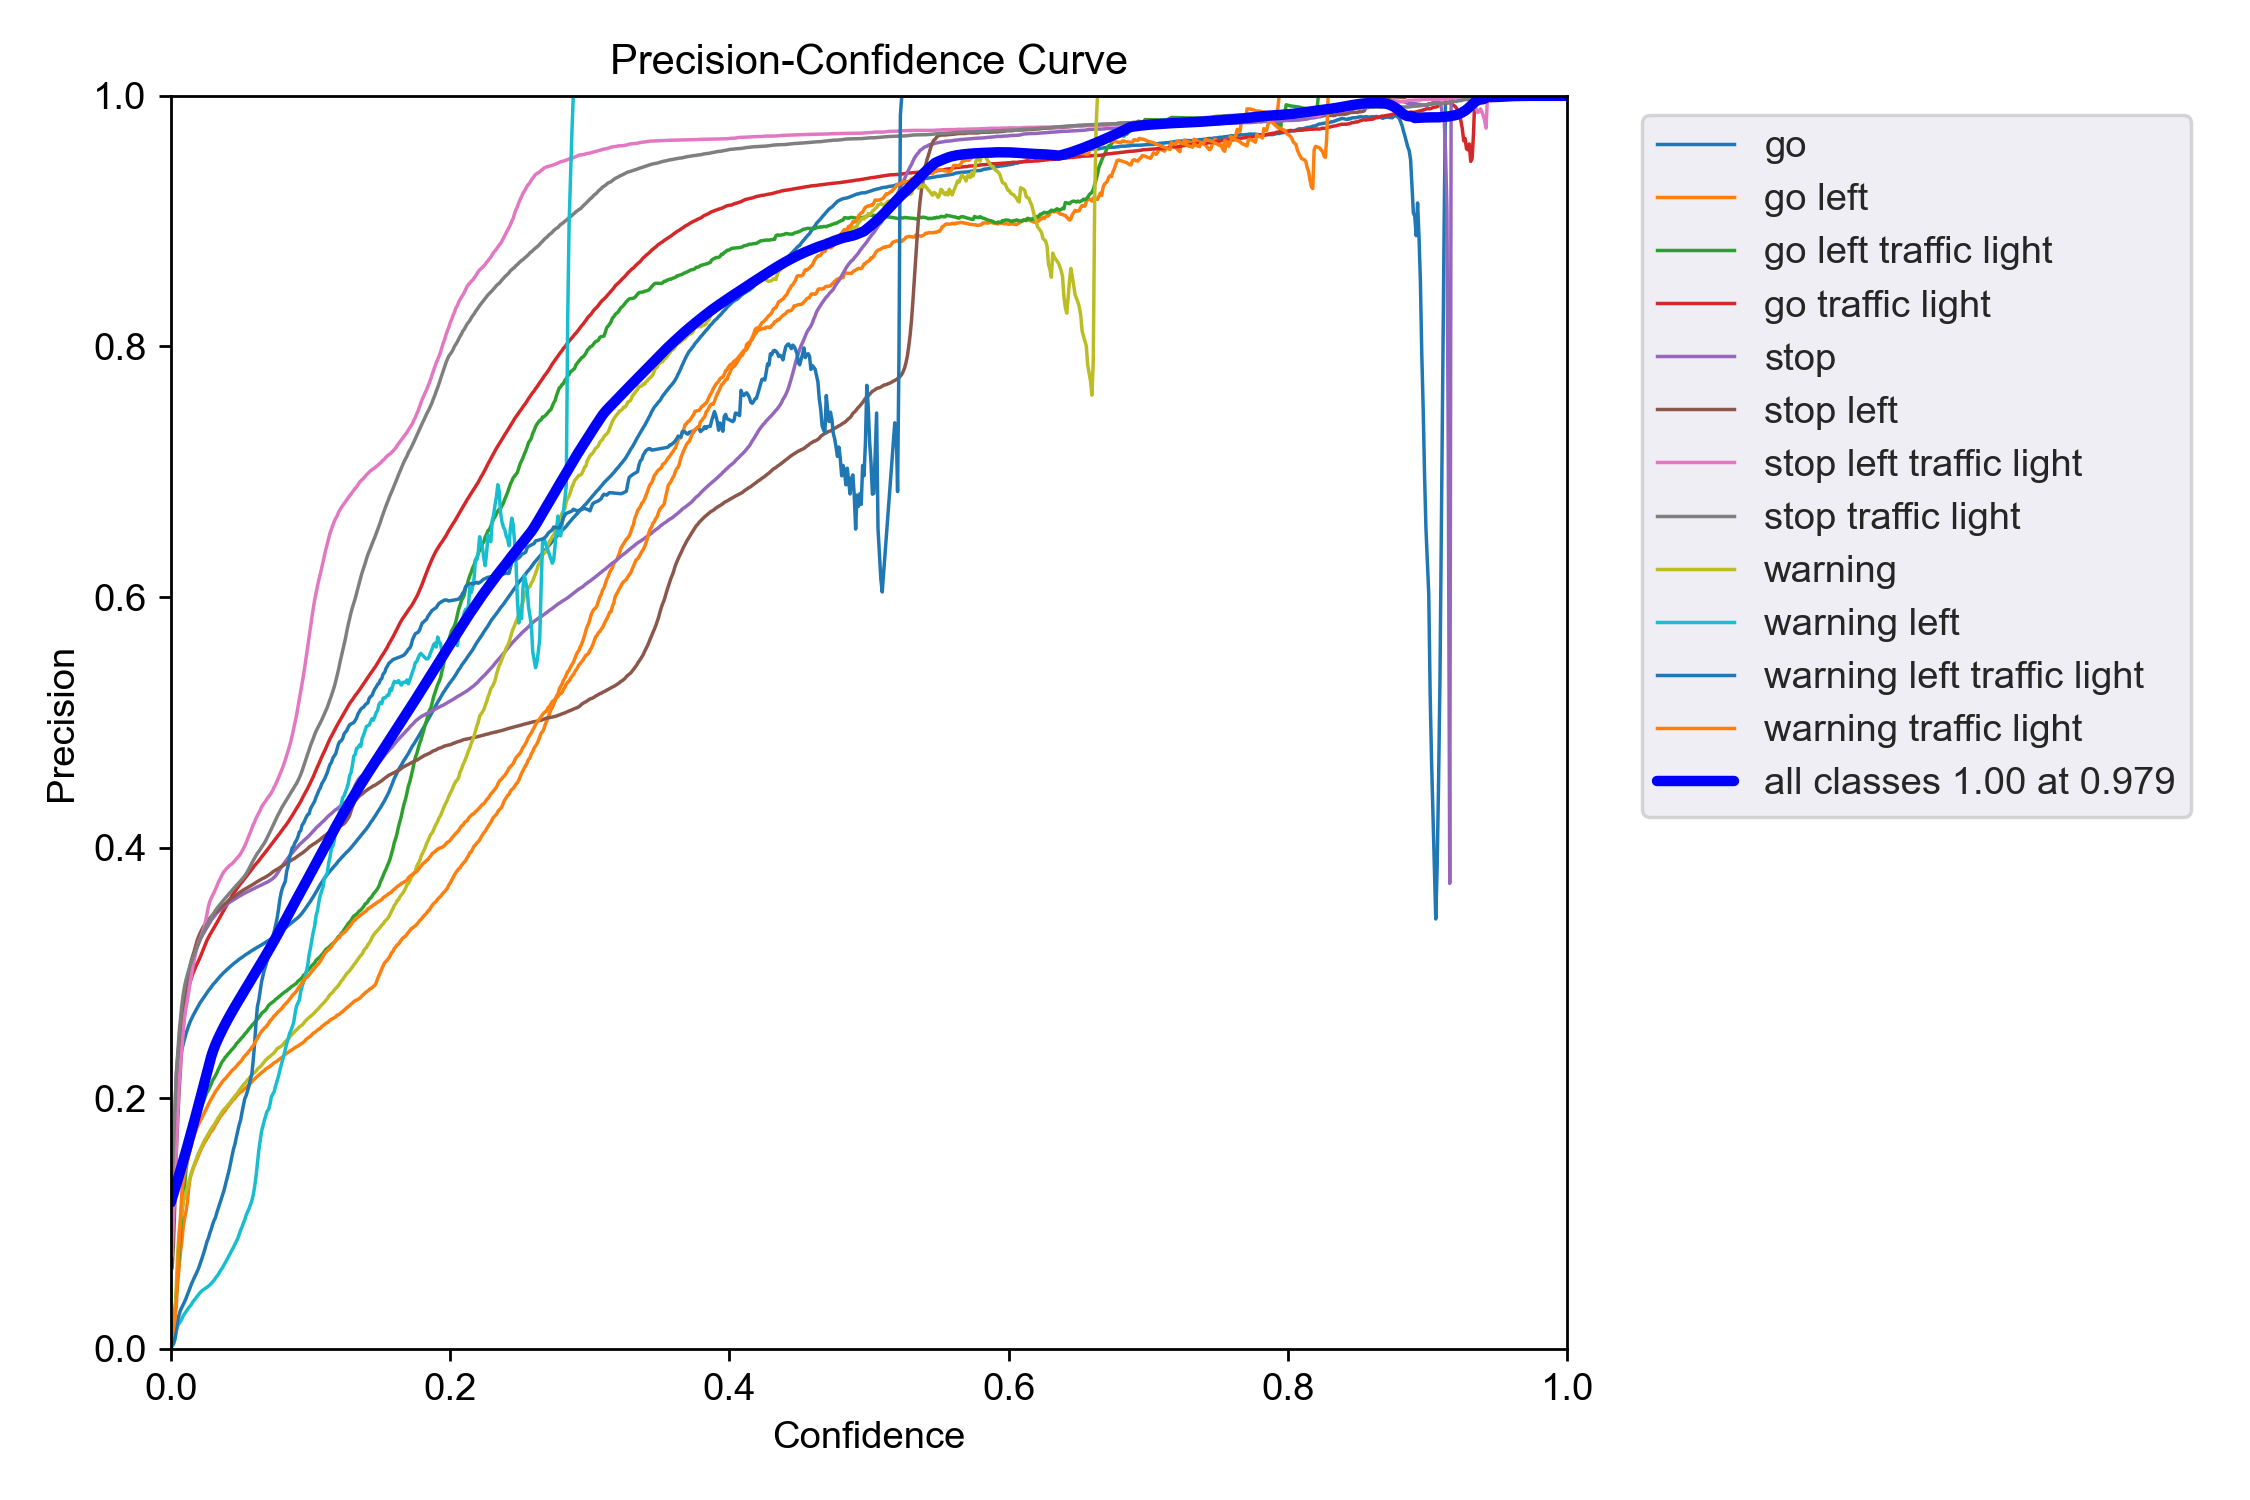 Precision-Confidence Curve
1.0
0.8
0.6
0.4
0.2
0.0
Precision
0.0 0.2 0.4 0.6 0.8 1.0
Confidence
go
go left
go left traffic light
go traffic light
stop
stop left
stop left traffic light
stop traffic light
warning
warning left
warning left traffic light
warning traffic light
all classes 1.00 at 0.979